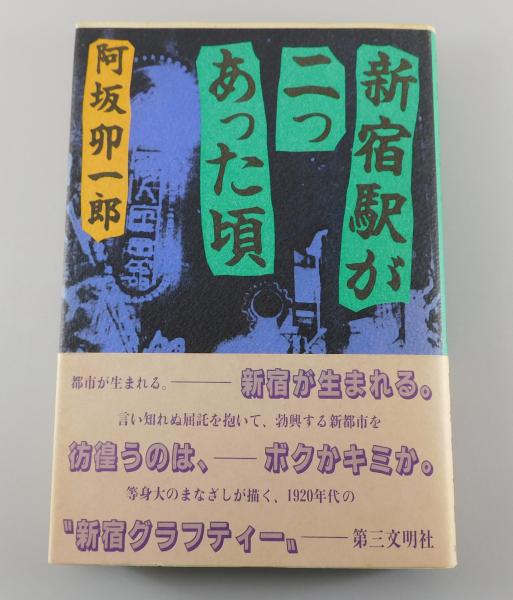 新宿駅が
二つ
あった頃
阿坂卯一郎
都市が生まれる。――新宿が生まれる。
言い知れぬ屈託を抱いて、勃興する新都市を
彷徨うのは、――ボクかキミか。
等身大のまなざしが描く、1920年代の
〝新宿グラフティー〟――第三文明社